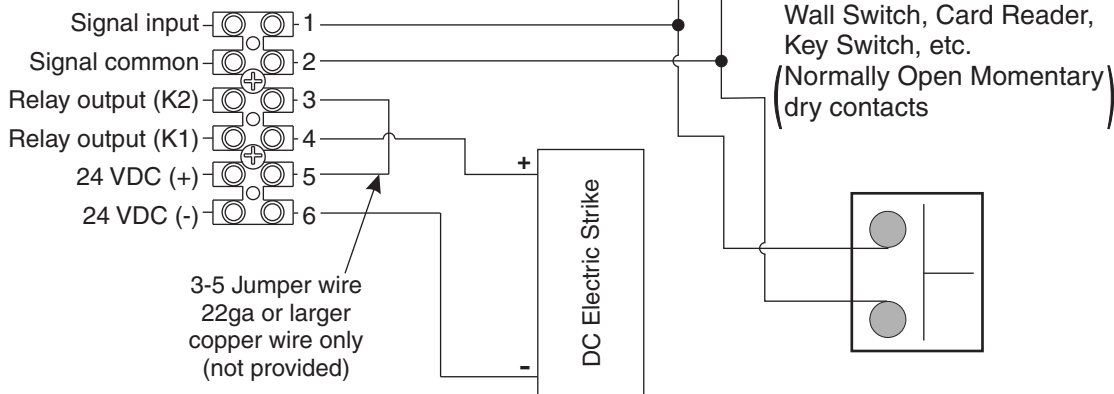 Signal input 1
Signal common 2
Relay output (K2) 3
Relay output (K1) 4
24 VDC (+) 5
24 VDC (-) 6
3-5 Jumper wire
22ga or larger
copper wire only
(not provided)
+
DC Electric Strike
-
Wall Switch, Card Reader,
Key Switch, etc.
(Normally Open Momentary
dry contacts)